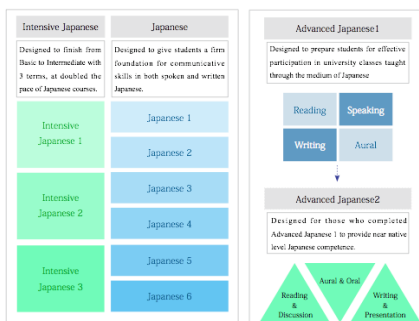 Intensive Japanese
Designed to finish from
Basic to Intermediate with
3 terms, at doubled the
pace of Japanese courses.
Intensive
Japanese 1
Intensive
Japanese 2
Intensive
Japanese 3
Japanese
Designed to give students a firm
foundation for communicative
skills in both spoken and written
Japanese.
Japanese 1
Japanese 2
Japanese 3
Japanese 4
Japanese 5
Japanese 6
Advanced Japanese1
Designed to prepare students for effective
participation in university classes taught
through the medium of Japanese
Reading
Speaking
Writing
Aural
Advanced Japanese2
Designed for those who completed
Advanced Japanese 1 to provide near native
level Japanese competence.
Reading
&
Discussion
Aural & Oral
Writing
&
Presentation